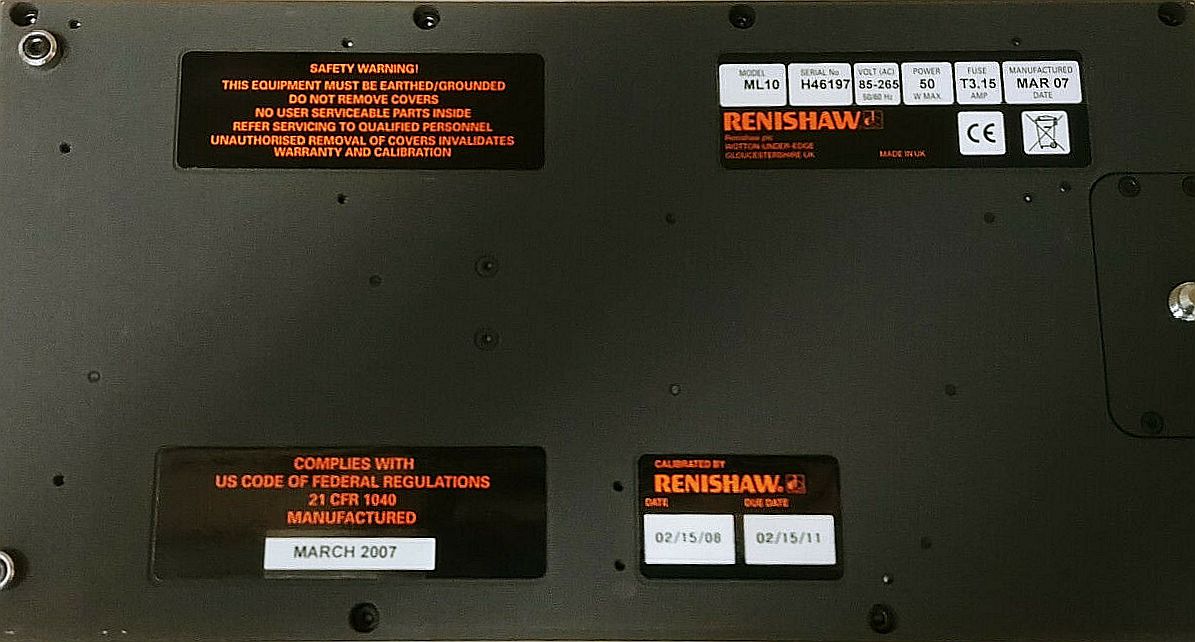 SAFETY WARNING!
THIS EQUIPMENT MUST BE EARTHED/GROUNDED
DO NOT REMOVE COVERS
NO USER SERVICEABLE PARTS INSIDE
REFER SERVICING TO QUALIFIED PERSONNEL
UNAUTHORISED REMOVAL OF COVERS INVALIDATES
WARRANTY AND CALIBRATION
MODEL SERIAL No VOLT (AC) POWER FUSE MANUFACTURED
ML10 H46197 85-265 50 T3.15 MAR 07
50/60 Hz W MAX. AMP DATE
RENISHAW
Renishaw plc
WOTTON-UNDER-EDGE
GLOUCESTERSHIRE UK MADE IN UK
CE
COMPLIES WITH
US CODE OF FEDERAL REGULATIONS
21 CFR 1040
MANUFACTURED
MARCH 2007
CALIBRATED BY
RENISHAW.
DATE DUE DATE
02/15/08 02/15/11